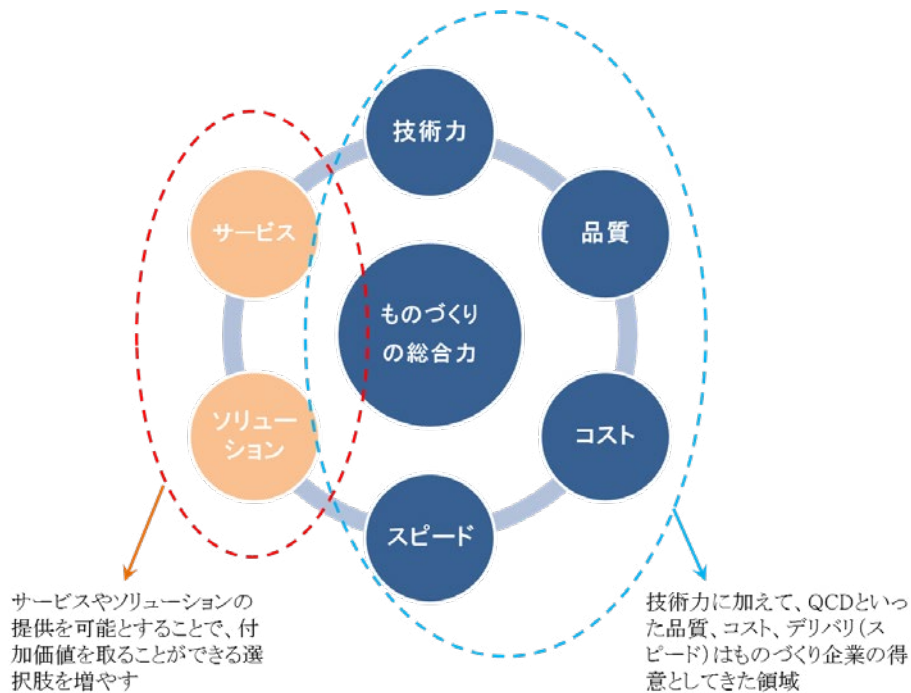 技術力
サービス
品質
ものづくり
の総合力
ソリュー
ション
コスト
スピード
サービスやソリューションの
提供を可能とすることで、付
加価値を取ることができる選
択肢を増やす
技術力に加えて、QCDといっ
た品質、コスト、デリバリ(ス
ピード)はものづくり企業の得
意としてきた領域